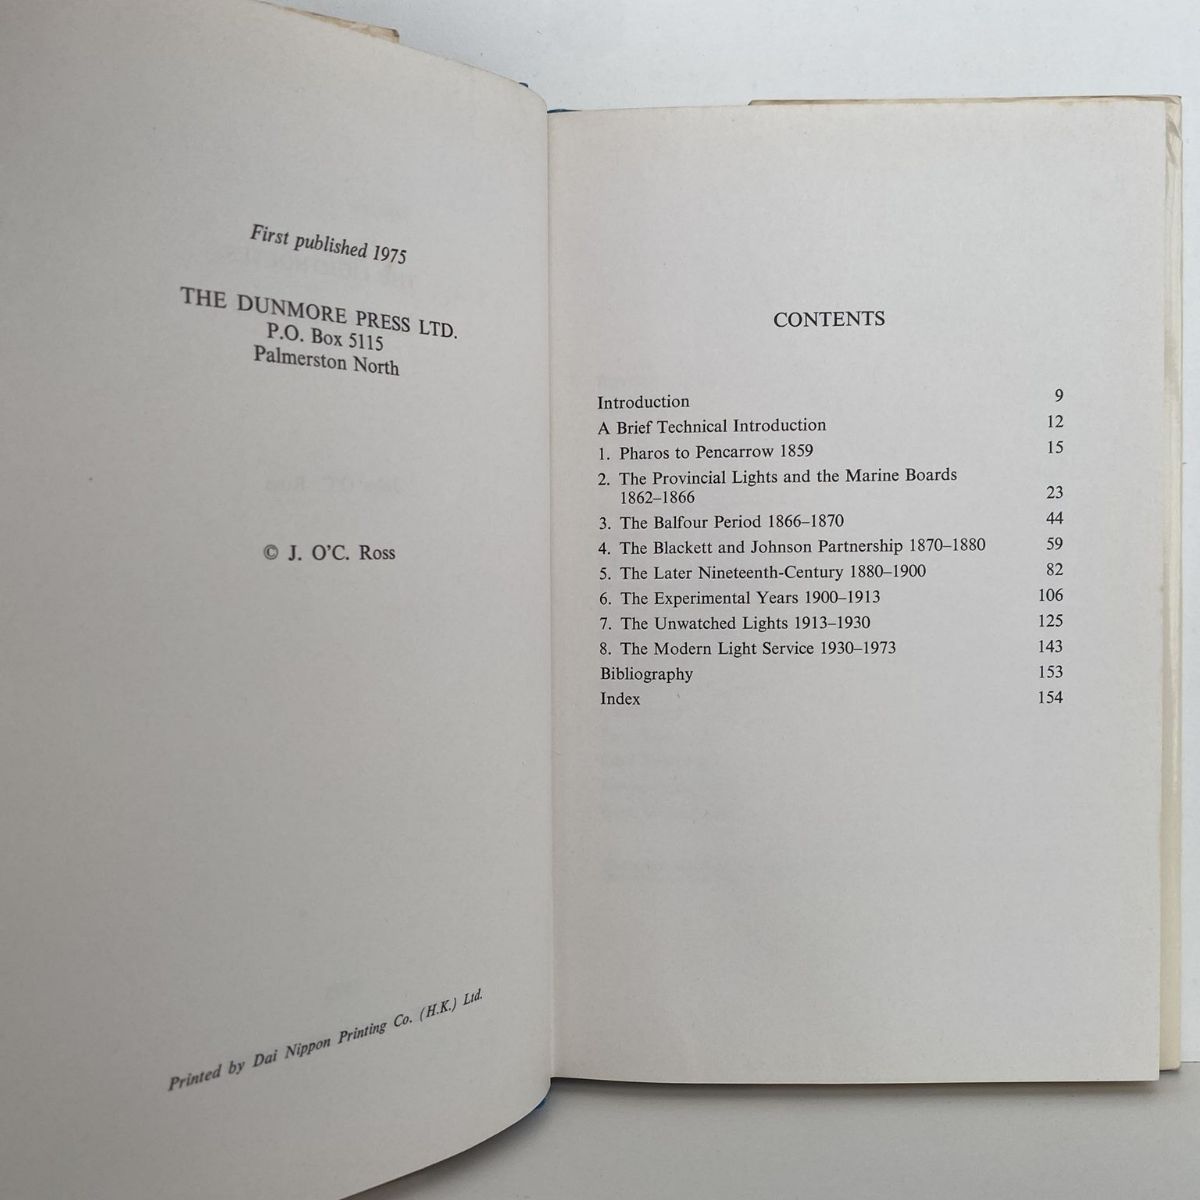 First published 1975
THE DUNMORE PRESS LTD.
P.O. Box 5115
Palmerston North
© J. O'C. Ross
Printed by Dai Nippon Printing Co. (H.K.) Ltd.
CONTENTS
Introduction 9
A Brief Technical Introduction 12
1. Pharos to Pencarrow 1859 15
2. The Provincial Lights and the Marine Boards
1862–1866 23
3. The Balfour Period 1866–1870 44
4. The Blackett and Johnson Partnership 1870–1880 59
5. The Later Nineteenth-Century 1880–1900 82
6. The Experimental Years 1900–1913 106
7. The Unwatched Lights 1913–1930 125
8. The Modern Light Service 1930–1973 143
Bibliography 153
Index 154